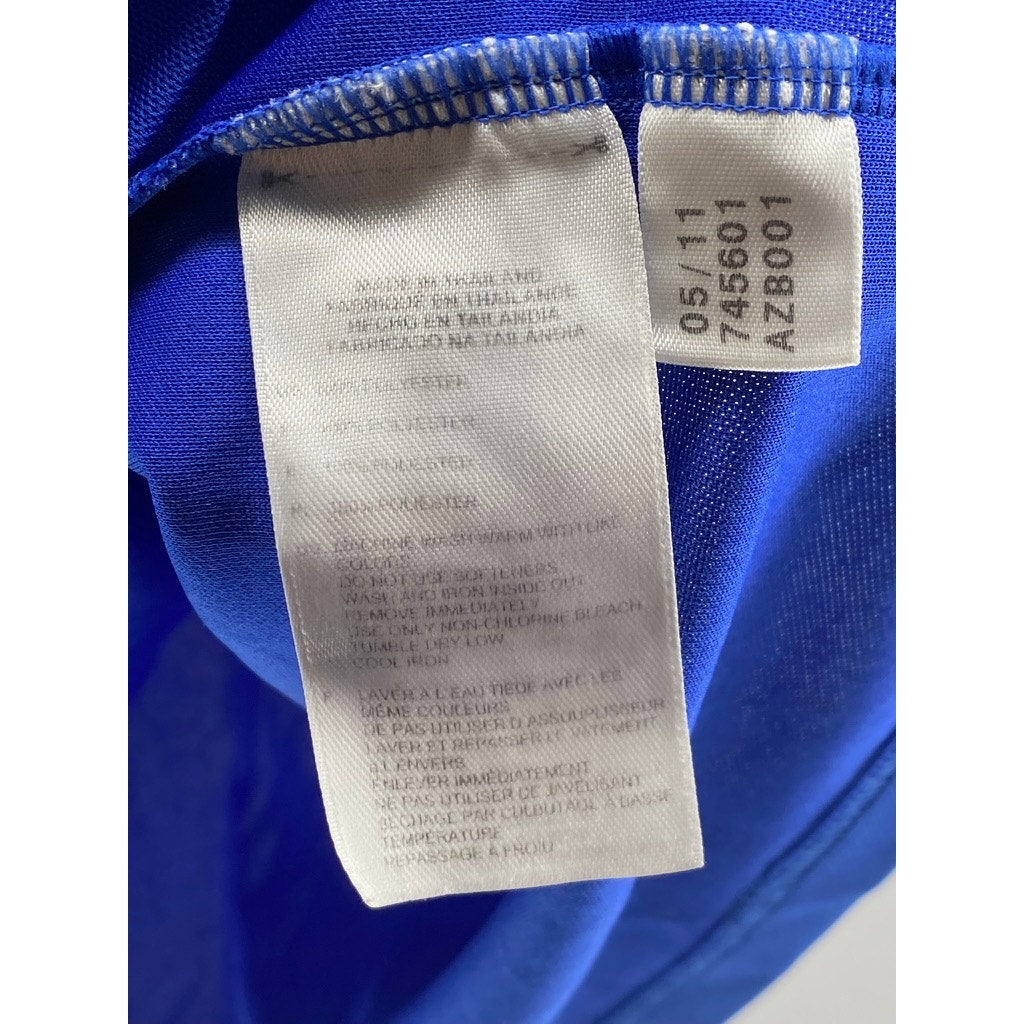 MADE IN THAILAND
FABRIQUÉ EN THAILANDE
HECHO EN TAILANDIA
FABRICADO NA TAILANDIA
100% POLYESTER
100% POLYESTER
100% POLIESTER
100% POLIESTER
MACHINE WASH WARM WITH LIKE
COLORS
DO NOT USE SOFTENERS
WASH AND IRON INSIDE OUT
REMOVE IMMEDIATELY
USE ONLY NON-CHLORINE BLEACH
TUMBLE DRY LOW
COOL IRON
F LAVER A L'EAU TIÈDE AVEC LES
MÊME COULEURS
NE PAS UTILISER D'ASSOUPLISSEUR
LAVER ET REPASSER LE VÊTEMENT
À L'ENVERS
ENLEVER IMMÉDIATEMENT
NE PAS UTILISER DE JAVELISANT
SÉCHAGE PAR CULBUTAGE À BASSE
TEMPÉRATURE
REPASSAGE A FROID
05/11
745601
AZB001